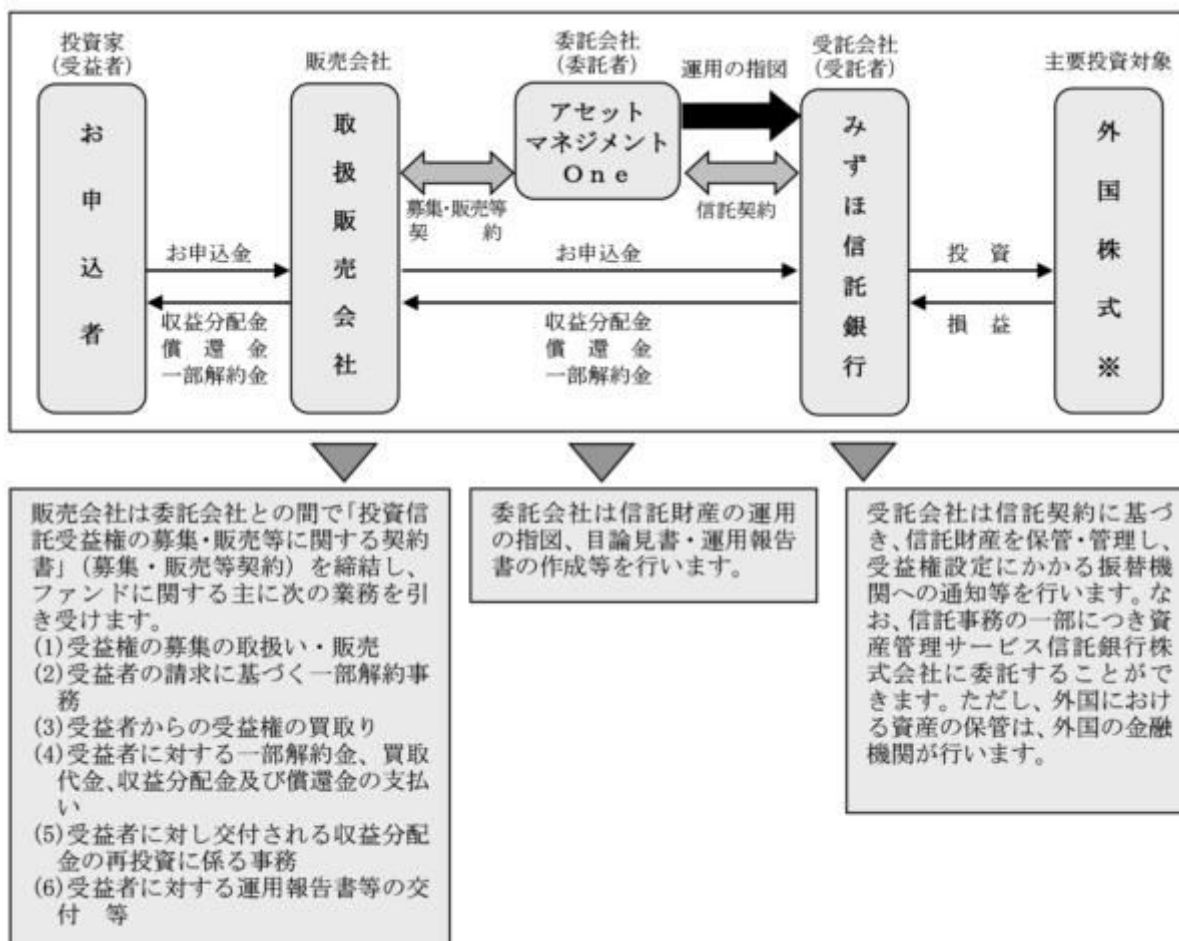 投資家
(受益者)
販売会社
委託会社
(委託者)
運用の指図
受託会社
(受託者)
主要投資対象
お申込者
取扱販売会社
アセット
マネジメント
One
みずほ信託銀行
外国株式※
募集・販売等
契約
信託契約
お申込金
お申込金
投資
収益分配金
償還金
一部解約金
収益分配金
償還金
一部解約金
損益
販売会社は委託会社との間で「投資信
託受益権の募集・販売等に関する契約
書」（募集・販売等契約）を締結し、
ファンドに関する主に次の業務を引
き受けます。
(1)受益権の募集の取扱い・販売
(2)受益者の請求に基づく一部解約事
務
(3)受益者からの受益権の買取り
(4)受益者に対する一部解約金、買取
代金、収益分配金及び償還金の支払
い
(5)受益者に対し交付される収益分配
金の再投資に係る事務
(6)受益者に対する運用報告書等の交
付　等
委託会社は信託財産の運用
の指図、目論見書・運用報告
書の作成等を行います。
受託会社は信託契約に基づ
き、信託財産を保管・管理し、
受益権設定にかかる振替機
関への通知等を行います。な
お、信託事務の一部につき資
産管理サービス信託銀行株
式会社に委託することがで
きます。ただし、外国におけ
る資産の保管は、外国の金融
機関が行います。